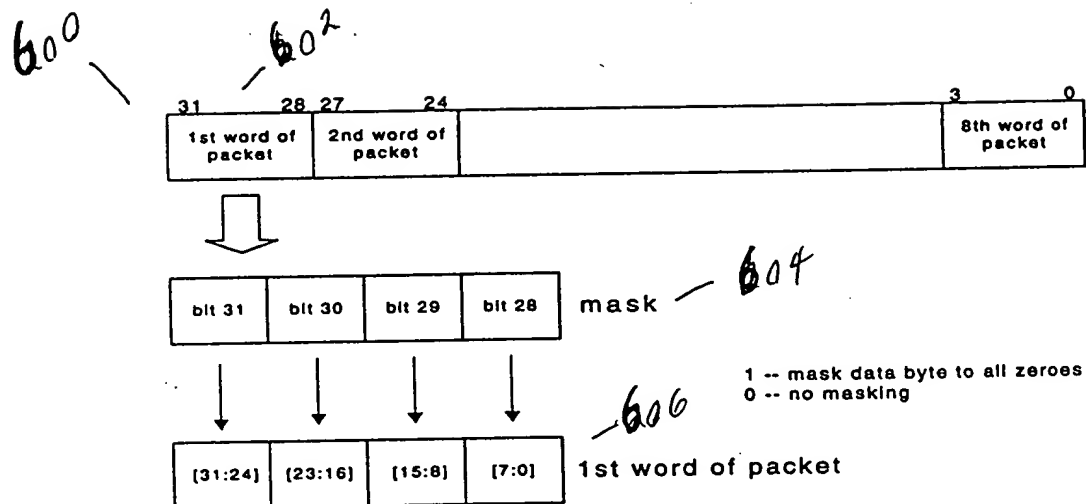 600
602
31 28 27 24 3 0
1st word of packet 2nd word of packet 8th word of packet
bit 31 bit 30 bit 29 bit 28 mask 604
1 -- mask data byte to all zeroes
0 -- no masking
606
[31:24] [23:16] [15:8] [7:0] 1st word of packet